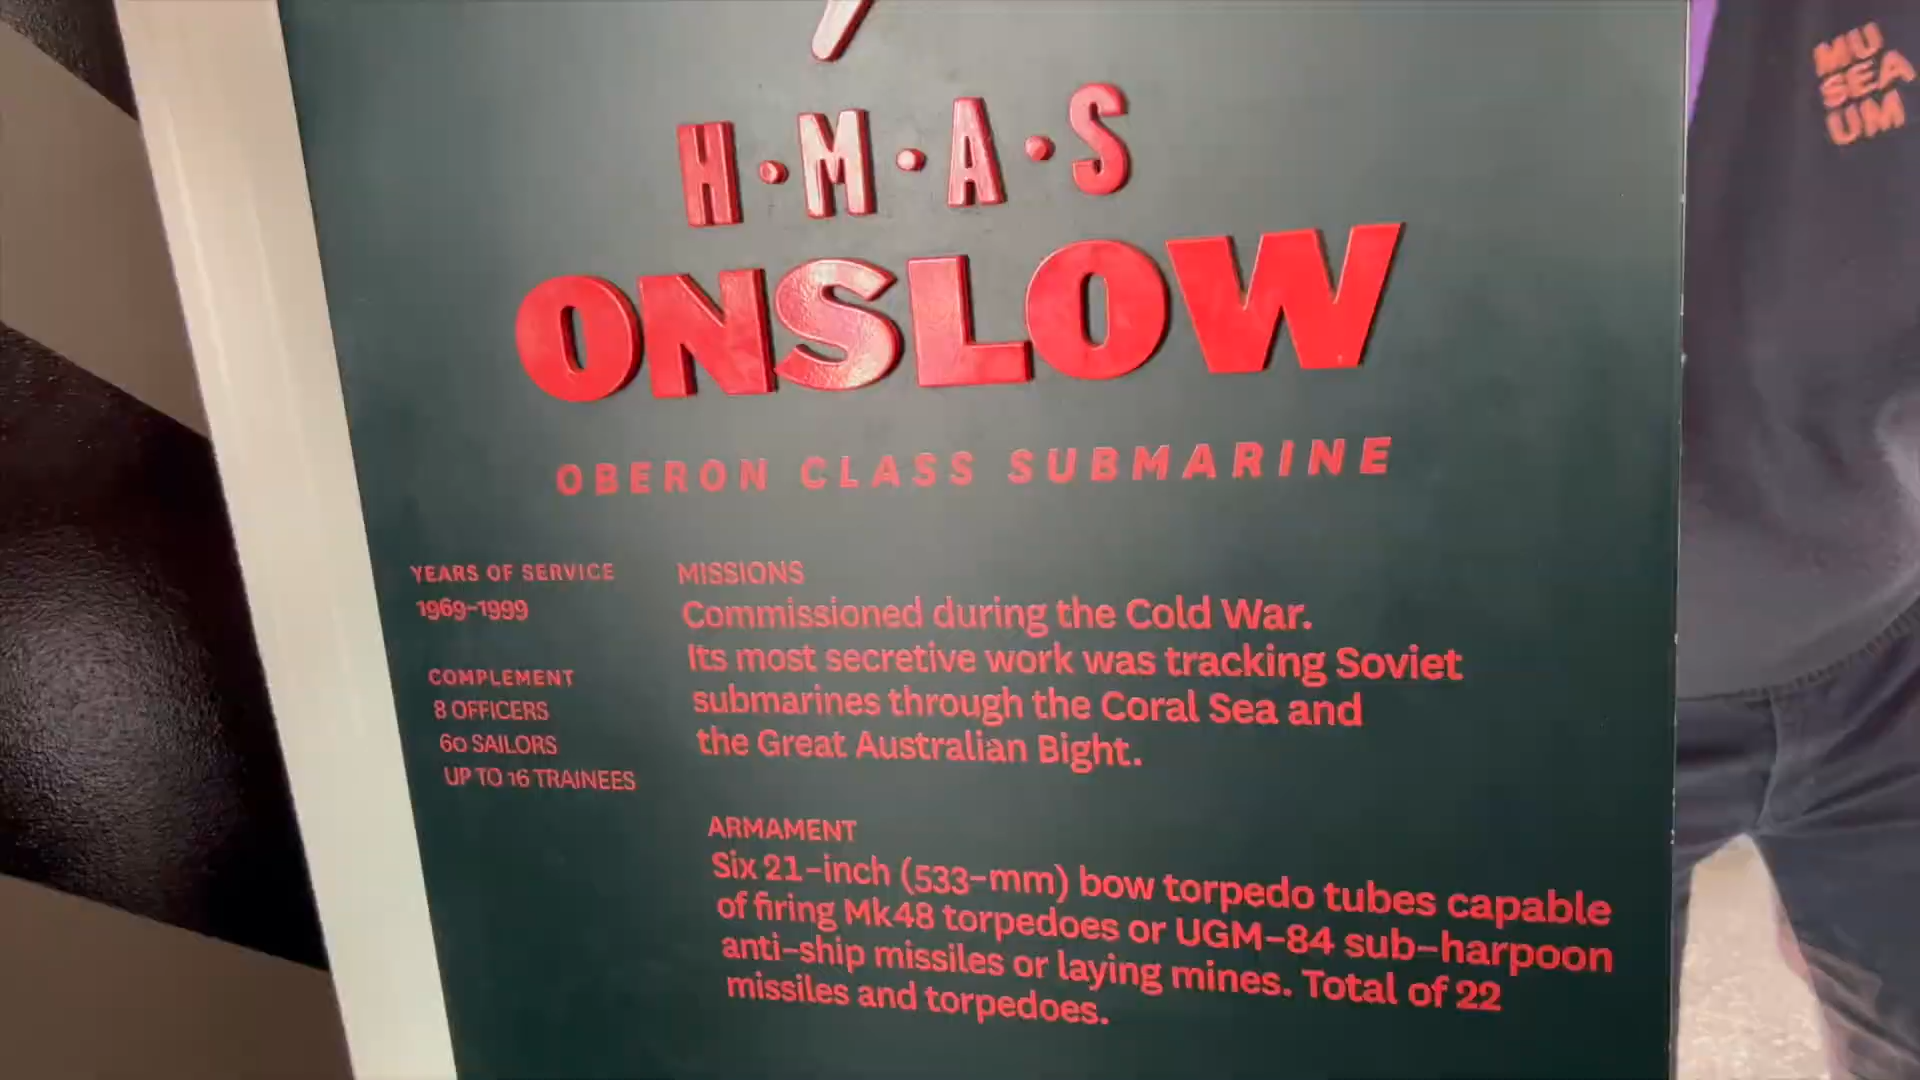 H·M·A·S
ONSLOW
OBERON CLASS SUBMARINE
YEARS OF SERVICE
1969–1999
COMPLEMENT
8 OFFICERS
60 SAILORS
UP TO 16 TRAINEES
MISSIONS
Commissioned during the Cold War.
Its most secretive work was tracking Soviet
submarines through the Coral Sea and
the Great Australian Bight.
ARMAMENT
Six 21-inch (533-mm) bow torpedo tubes capable
of firing Mk48 torpedoes or UGM-84 sub-harpoon
anti-ship missiles or laying mines. Total of 22
missiles and torpedoes.
MU
SEA
UM